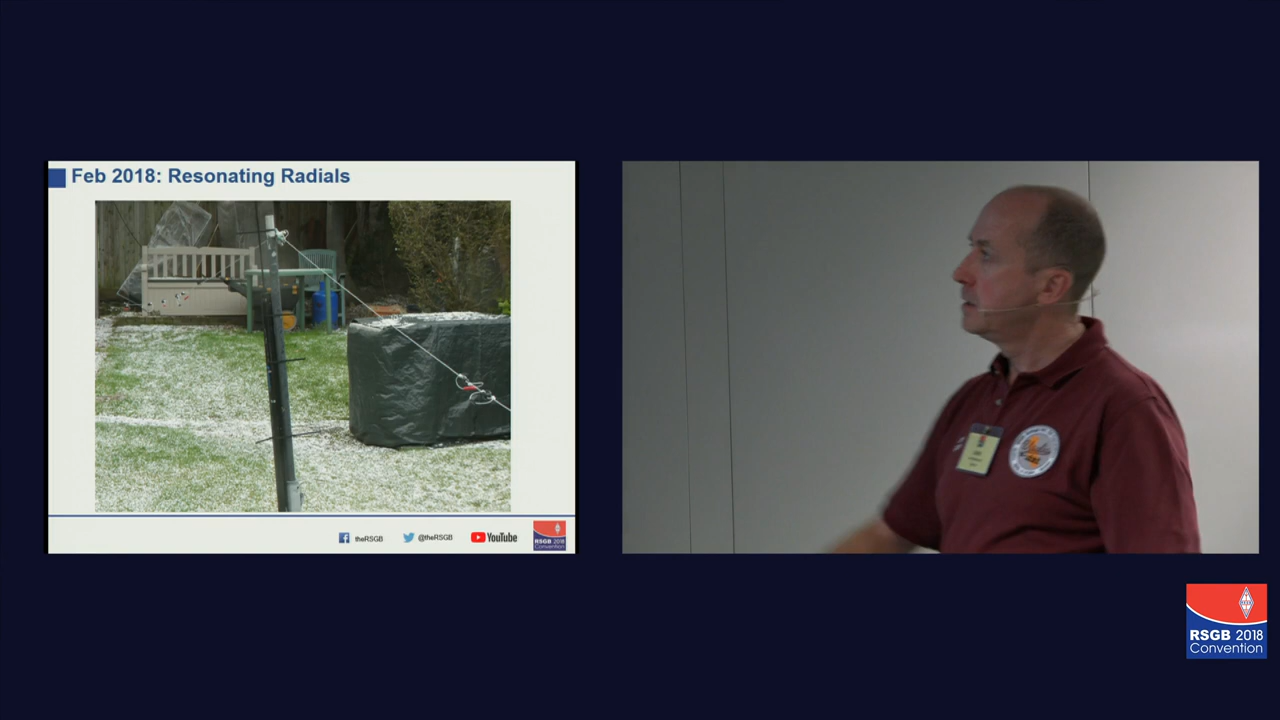 Feb 2018: Resonating Radials
theRSGB
@theRSGB
YouTube
RSGB 2018
Convention
RSGB 2018
Convention